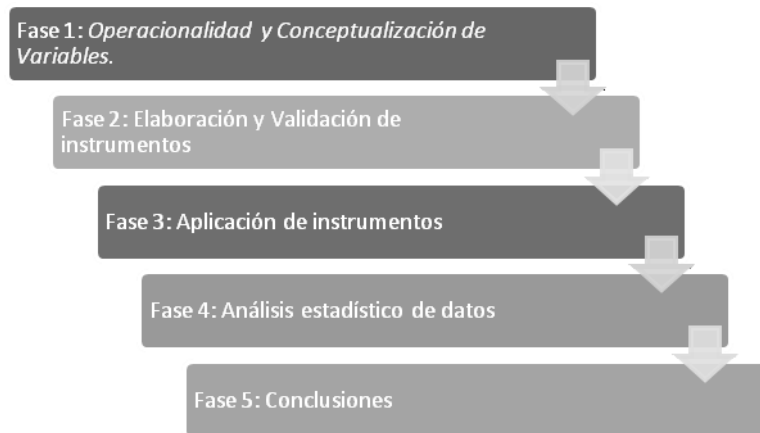 Fase 1: Operacionalidad y Conceptualización de
Variables.
Fase 2: Elaboración y Validación de
instrumentos
Fase 3: Aplicación de instrumentos
Fase 4: Análisis estadístico de datos
Fase 5: Conclusiones